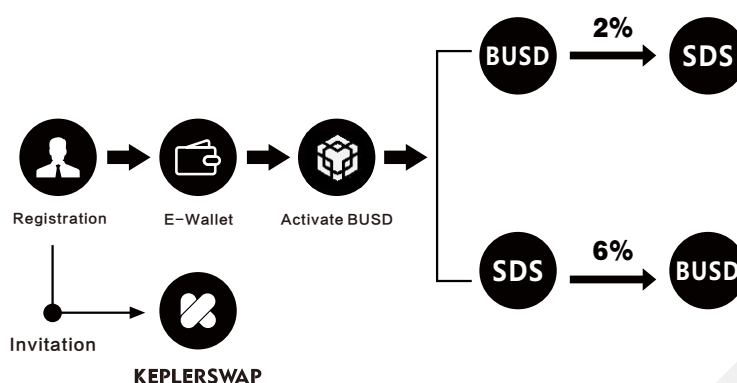 2%
BUSD
SDS
Registration
E-Wallet
Activate BUSD
6%
SDS
BUSD
Invitation
KEPLERSWAP